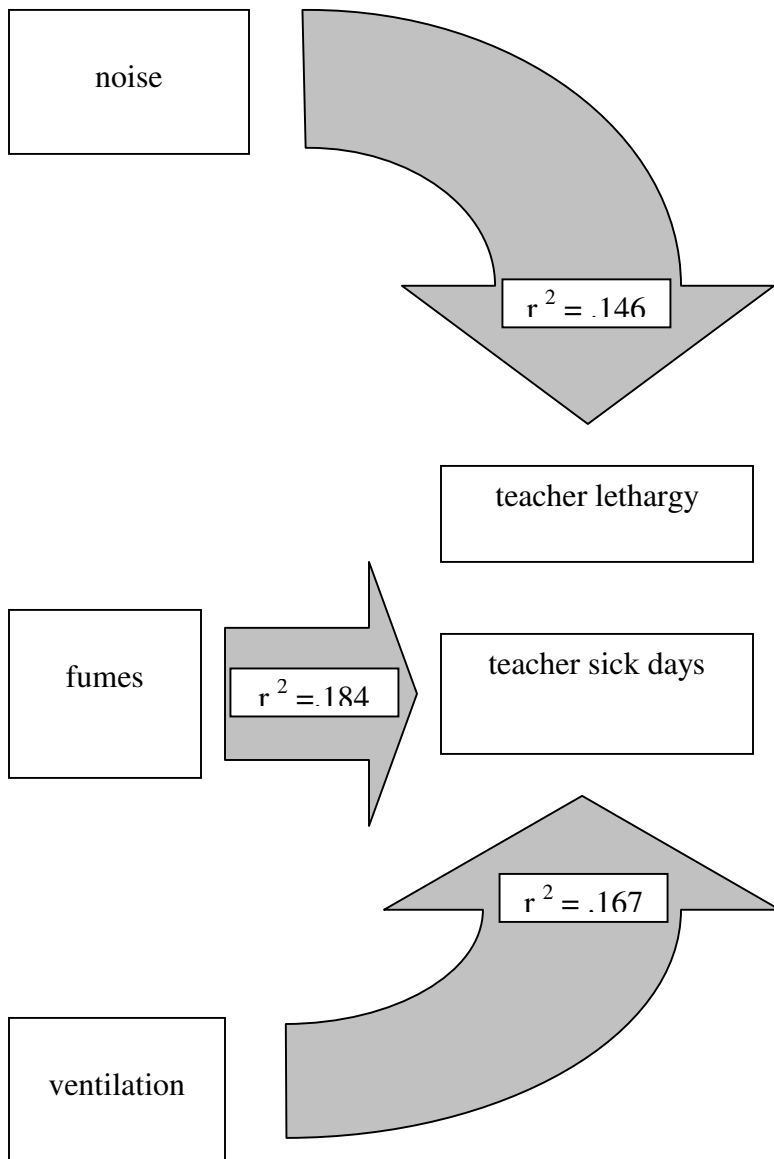 noise
r ² = .146
teacher lethargy
teacher sick days
fumes
r ² =.184
r ² = .167
ventilation